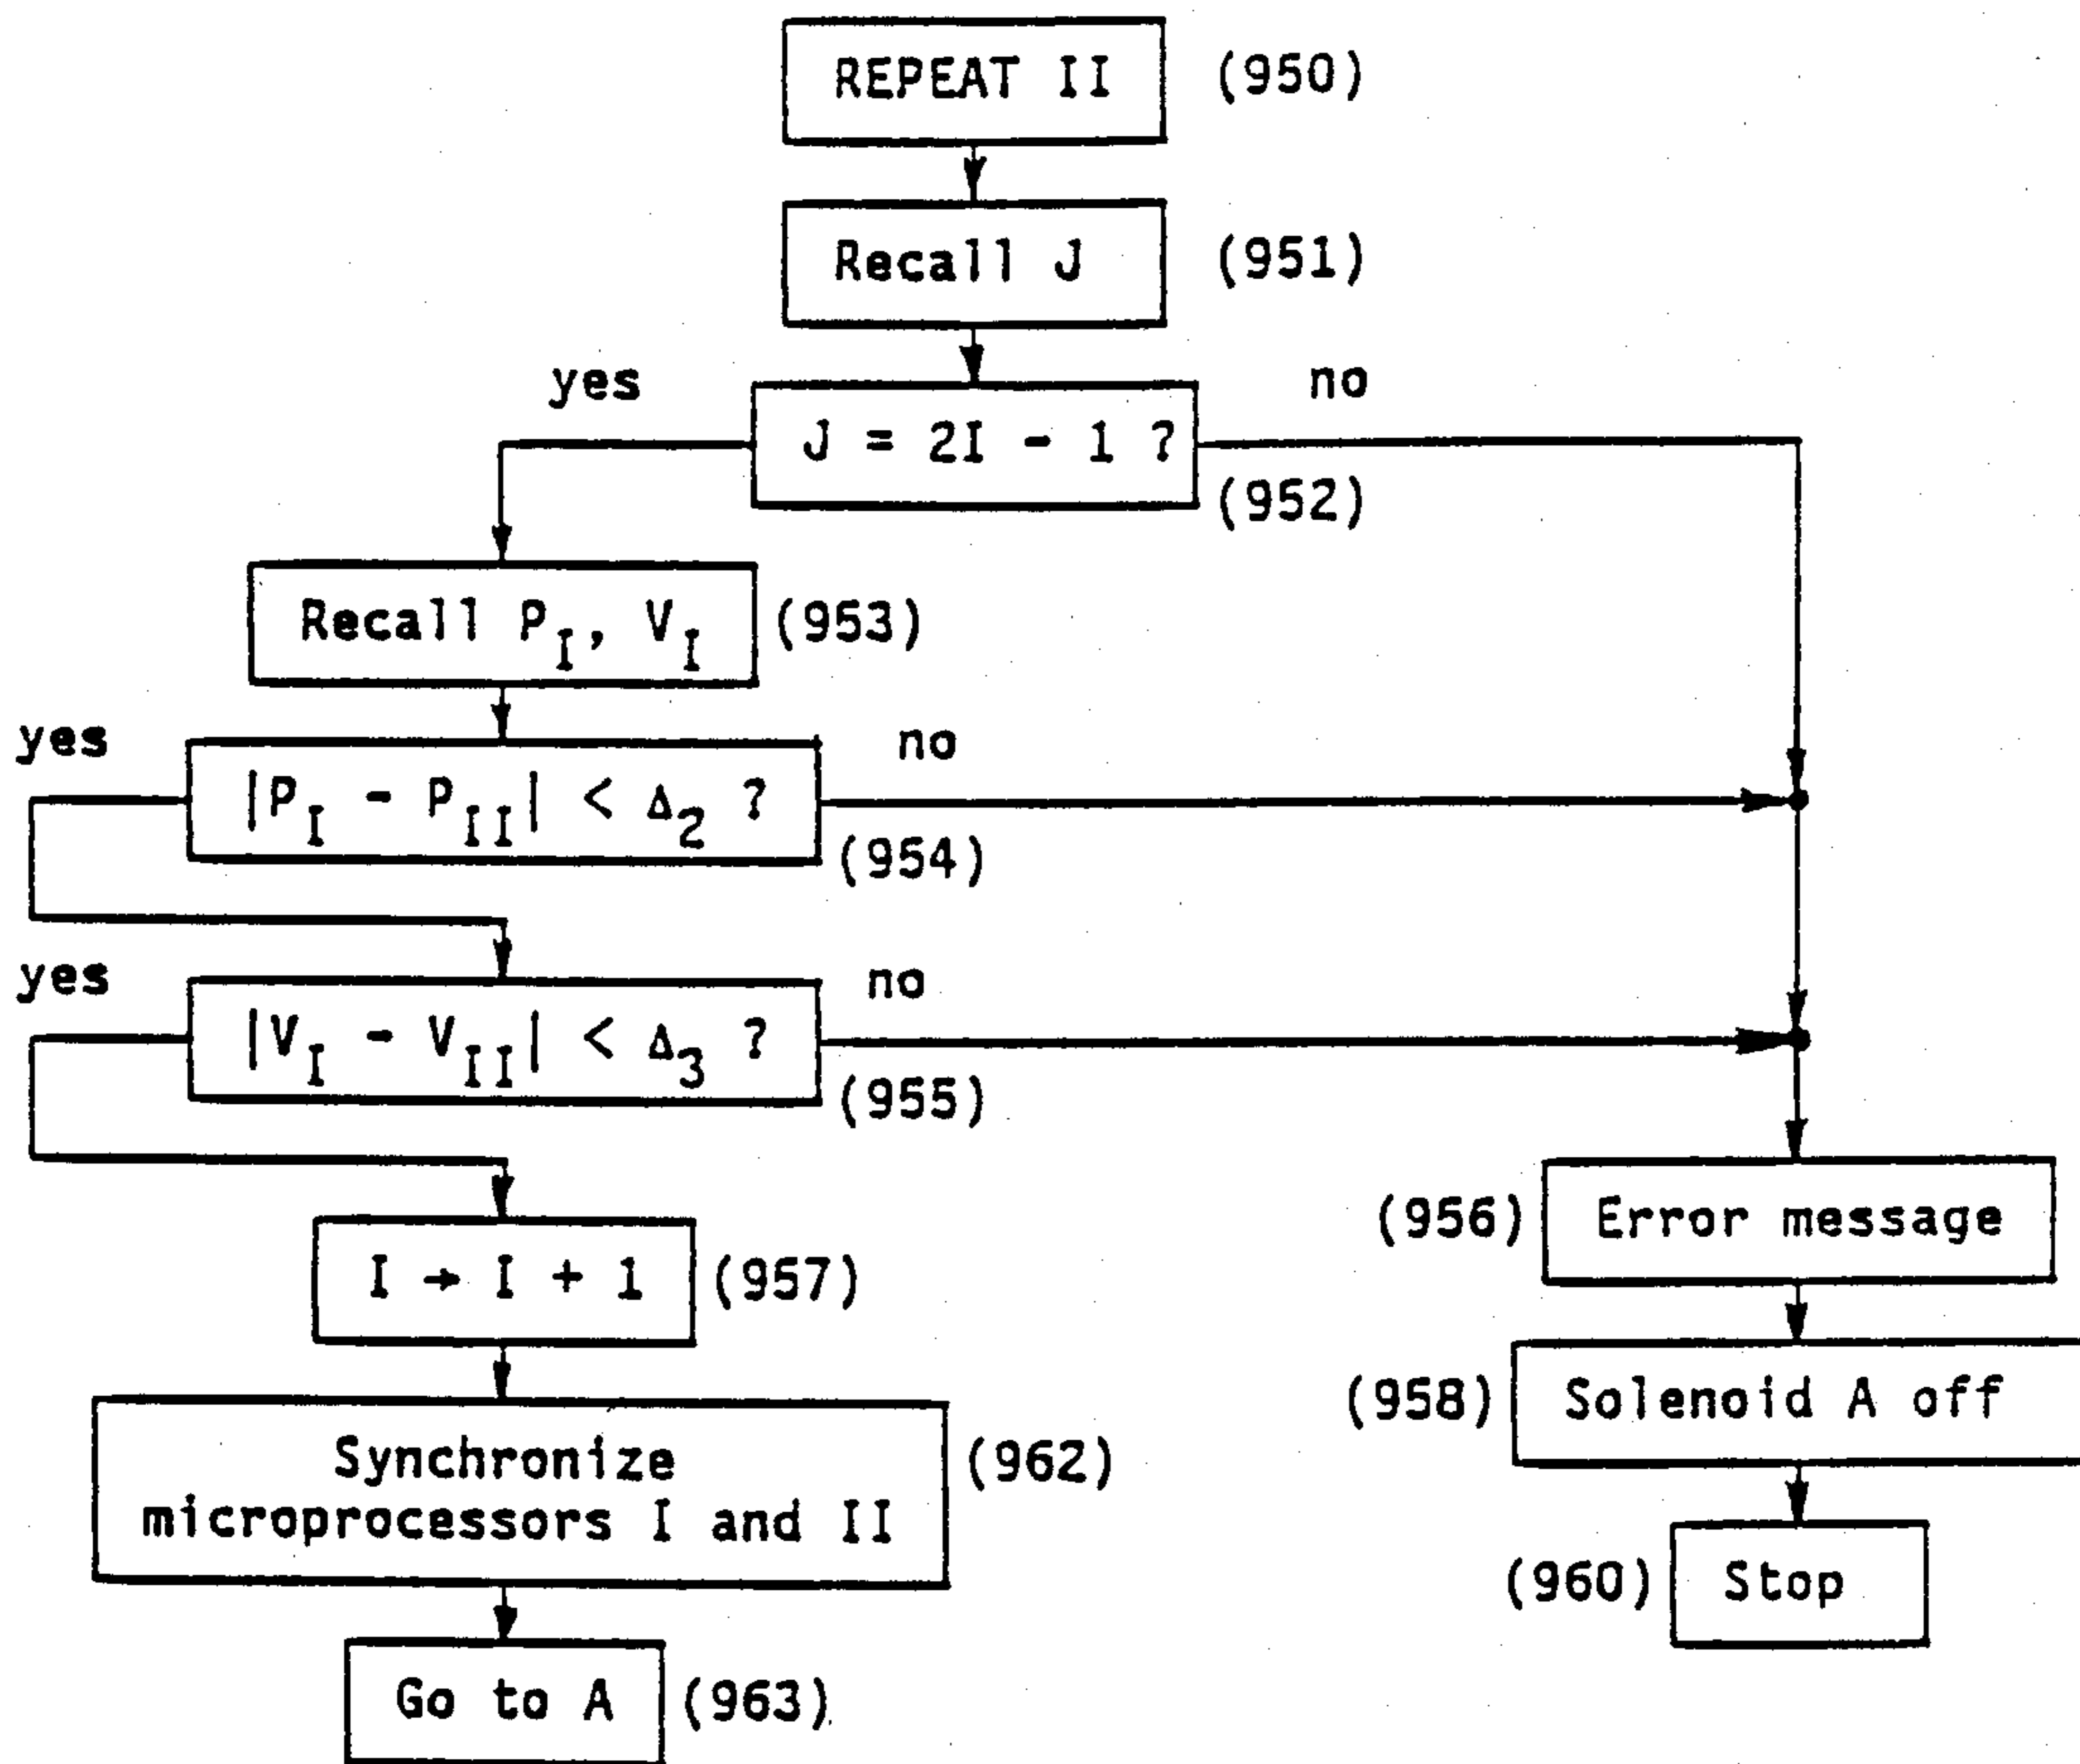 REPEAT II (950)
Recall J (951)
yes no
J = 2I - 1 ?
(952)
Recall P_I, V_I (953)
yes no
|P_I - P_II| < Δ_2 ?
(954)
yes no
|V_I - V_II| < Δ_3 ?
(955)
(956) Error message
I → I + 1 (957)
(958) Solenoid A off
Synchronize (962)
microprocessors I and II
(960) Stop
Go to A (963)